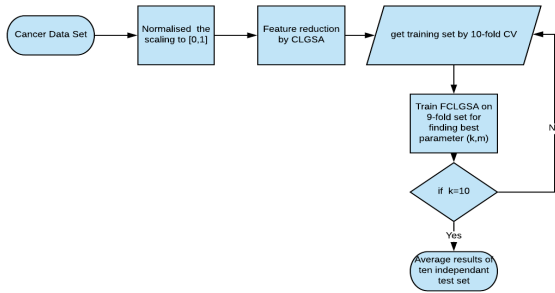 Cancer Data Set
Normalised the
scaling to [0,1]
Feature reduction
by CLGSA
get training set by 10-fold CV
Train FCLGSA on
9-fold set for
finding best
parameter (k,m)
if k=10
N
Yes
Average results of
ten independant
test set